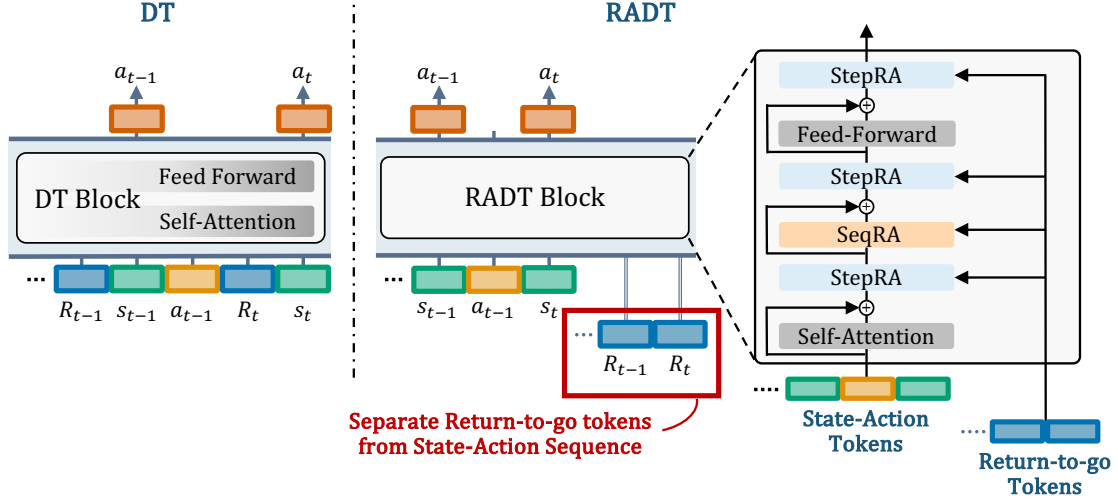 DT
RADT
a_{t-1}
a_t
Feed Forward
DT Block
Self-Attention
...
R_{t-1} s_{t-1} a_{t-1} R_t s_t
a_{t-1}
a_t
RADT Block
...
s_{t-1} a_{t-1} s_t
...
R_{t-1} R_t
Separate Return-to-go tokens
from State-Action Sequence
StepRA
+
Feed-Forward
StepRA
+
SeqRA
StepRA
+
Self-Attention
....
State-Action
Tokens
....
Return-to-go
Tokens